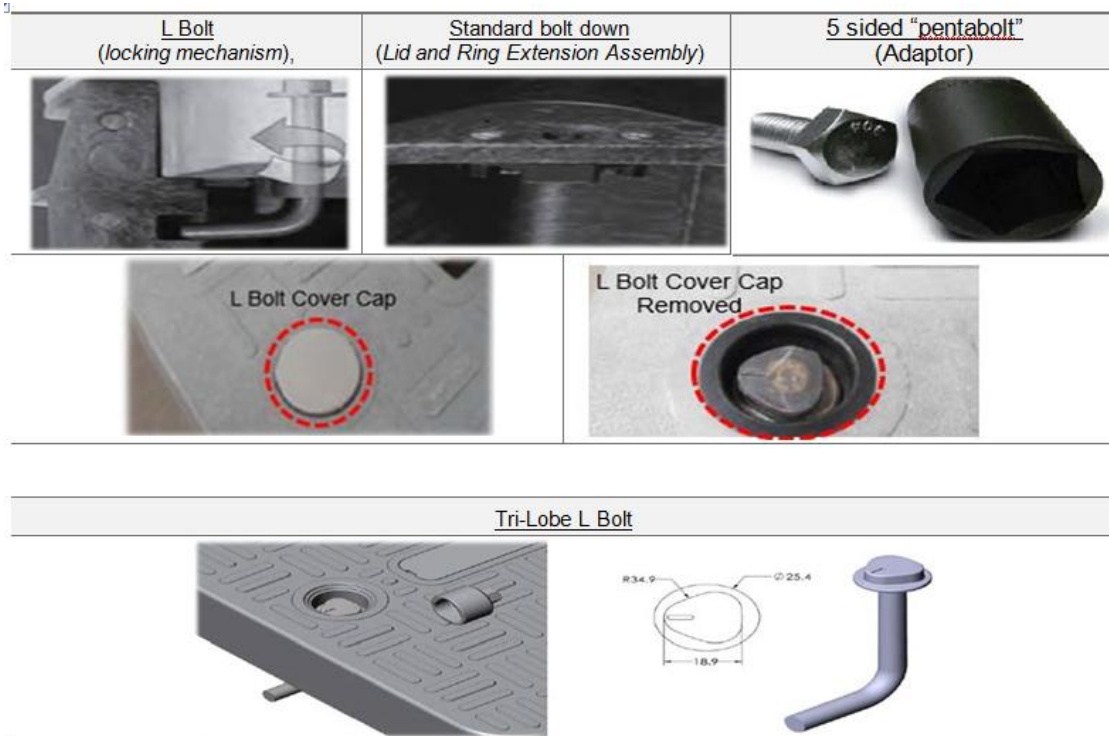 L Bolt
(locking mechanism),
Standard bolt down
(Lid and Ring Extension Assembly)
5 sided “pentabolt”
(Adaptor)
L Bolt Cover Cap
L Bolt Cover Cap
Removed
Tri-Lobe L Bolt
R34.9
Ø25.4
18.9